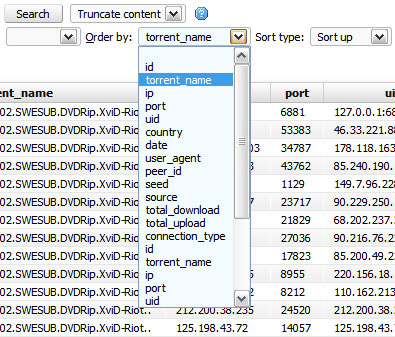 Search Truncate content ?
Order by: torrent_name Sort type: Sort up
id
torrent_name
ip
port
uid
country
date
user_agent
peer_id
seed
source
total_download
total_upload
connection_type
id
torrent_name
ip
port
uid
ent_name port ui
02.SWESUB.DVDRip.XviD-Rio 6881 127.0.0.1:68
02.SWESUB.DVDRip.XviD-Rio 53383 46.33.221.88
02.SWESUB.DVDRip.XviD-Rio 03 34787 178.118.163
02.SWESUB.DVDRip.XviD-Rio 8 43762 85.240.190.
02.SWESUB.DVDRip.XviD-Rio 1129 149.7.96.228
02.SWESUB.DVDRip.XviD-Rio 7 23717 90.229.250.
02.SWESUB.DVDRip.XviD-Rio 21829 68.202.237.
02.SWESUB.DVDRip.XviD-Rio 27036 90.216.76.22
02.SWESUB.DVDRip.XviD-Rio 17823 85.200.49.23
02.SWESUB.DVDRip.XviD-Rio 5 8955 220.156.18.
02.SWESUB.DVDRip.XviD-Rio 2 8212 110.162.213
02.SWESUB.DVDRip.XviD-Riot.. 212.200.38.235 24520 212.200.38.
02.SWESUB.DVDRip.XviD-Riot.. 125.198.43.72 14057 125.198.43.7